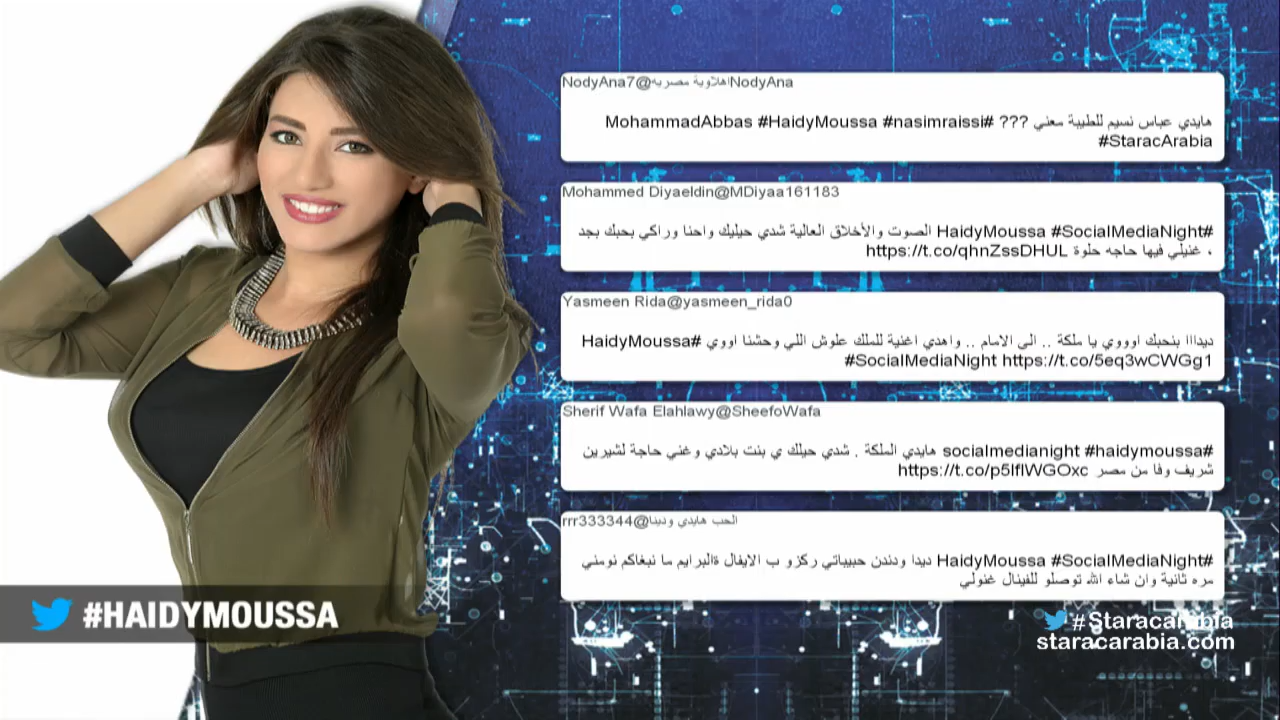 NodyAna7@اهلاوية مصريهNodyAna
هايدي عباس نسيم للطيبة معني ??? #MohammadAbbas #HaidyMoussa #nasimraissi
#StaracArabia
Mohammed Diyaeldin@MDiyaa161183
#HaidyMoussa #SocialMediaNight الصوت والأخلاق العالية شدي حيليك واحنا وراكي بحبك بجد
، غنيلي فيها حاجه حلوة https://t.co/qhnZssDHUL
Yasmeen Rida@yasmeen_rida0
ديدااا بنحبك اوووي يا ملكة .. الى الامام .. واهدي اغنية للملك علوش اللي وحشنا اووي #HaidyMoussa
#SocialMediaNight https://t.co/5eq3wCWGg1
Sherif Wafa Elahlawy@SheefoWafa
#socialmedianight #haidymoussa هايدي الملكة . شدي حيلك ي بنت بلادي وغني حاجة لشيرين
شريف وفا من مصر https://t.co/p5IfIWGOxc
rrr333344@الحب هايدي ودينا
#HaidyMoussa #SocialMediaNight ديدا ودندن حبيباتي ركزو ب الايفال ةالبرايم ما نبغاكم نومني
مره ثانية وان شاء الله توصلو للفينال غنولي
#HAIDYMOUSSA
#Staracarabia
staracarabia.com